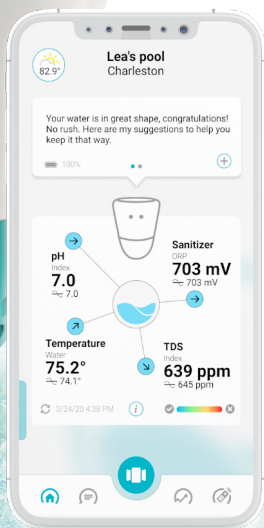 82.9°
Lea's pool
Charleston
Your water is in great shape, congratulations!
No rush. Here are my suggestions to help you
keep it that way.
100%
pH
Index
7.0
7.0
Sanitizer
ORP
703 mV
703 mV
Temperature
Water
75.2°
74.1°
TDS
Index
639 ppm
645 ppm
3/24/20 4:38 PM
i